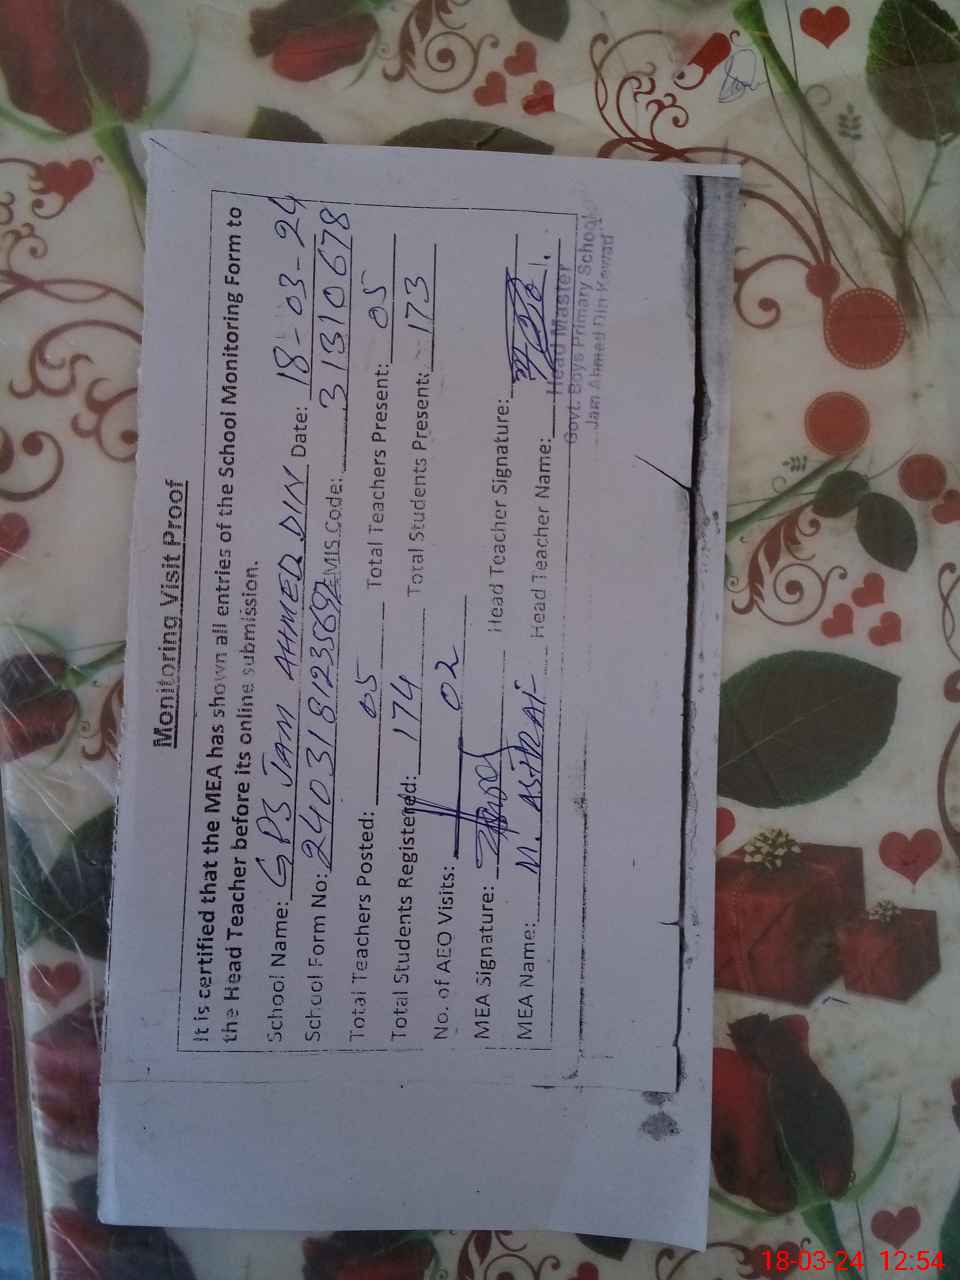 Monitoring Visit Proof
It is certified that the MEA has shown all entries of the School Monitoring Form to
the Head Teacher before its online submission.
School Name: GPS JAM AHMED DIN Date: 18-03-24
School Form No: EMIS Code: 31310678
Total Teachers Posted: 05 Total Teachers Present: 05
Total Students Registered: 174 Total Students Present: 173
No. of AEO Visits: 02
MEA Signature: Head Teacher Signature:
MEA Name: M. ASHRAF Head Teacher Name:
Head Master
Govt. Boys Primary School
Jam Ahmed Din
18-03-24 12:54